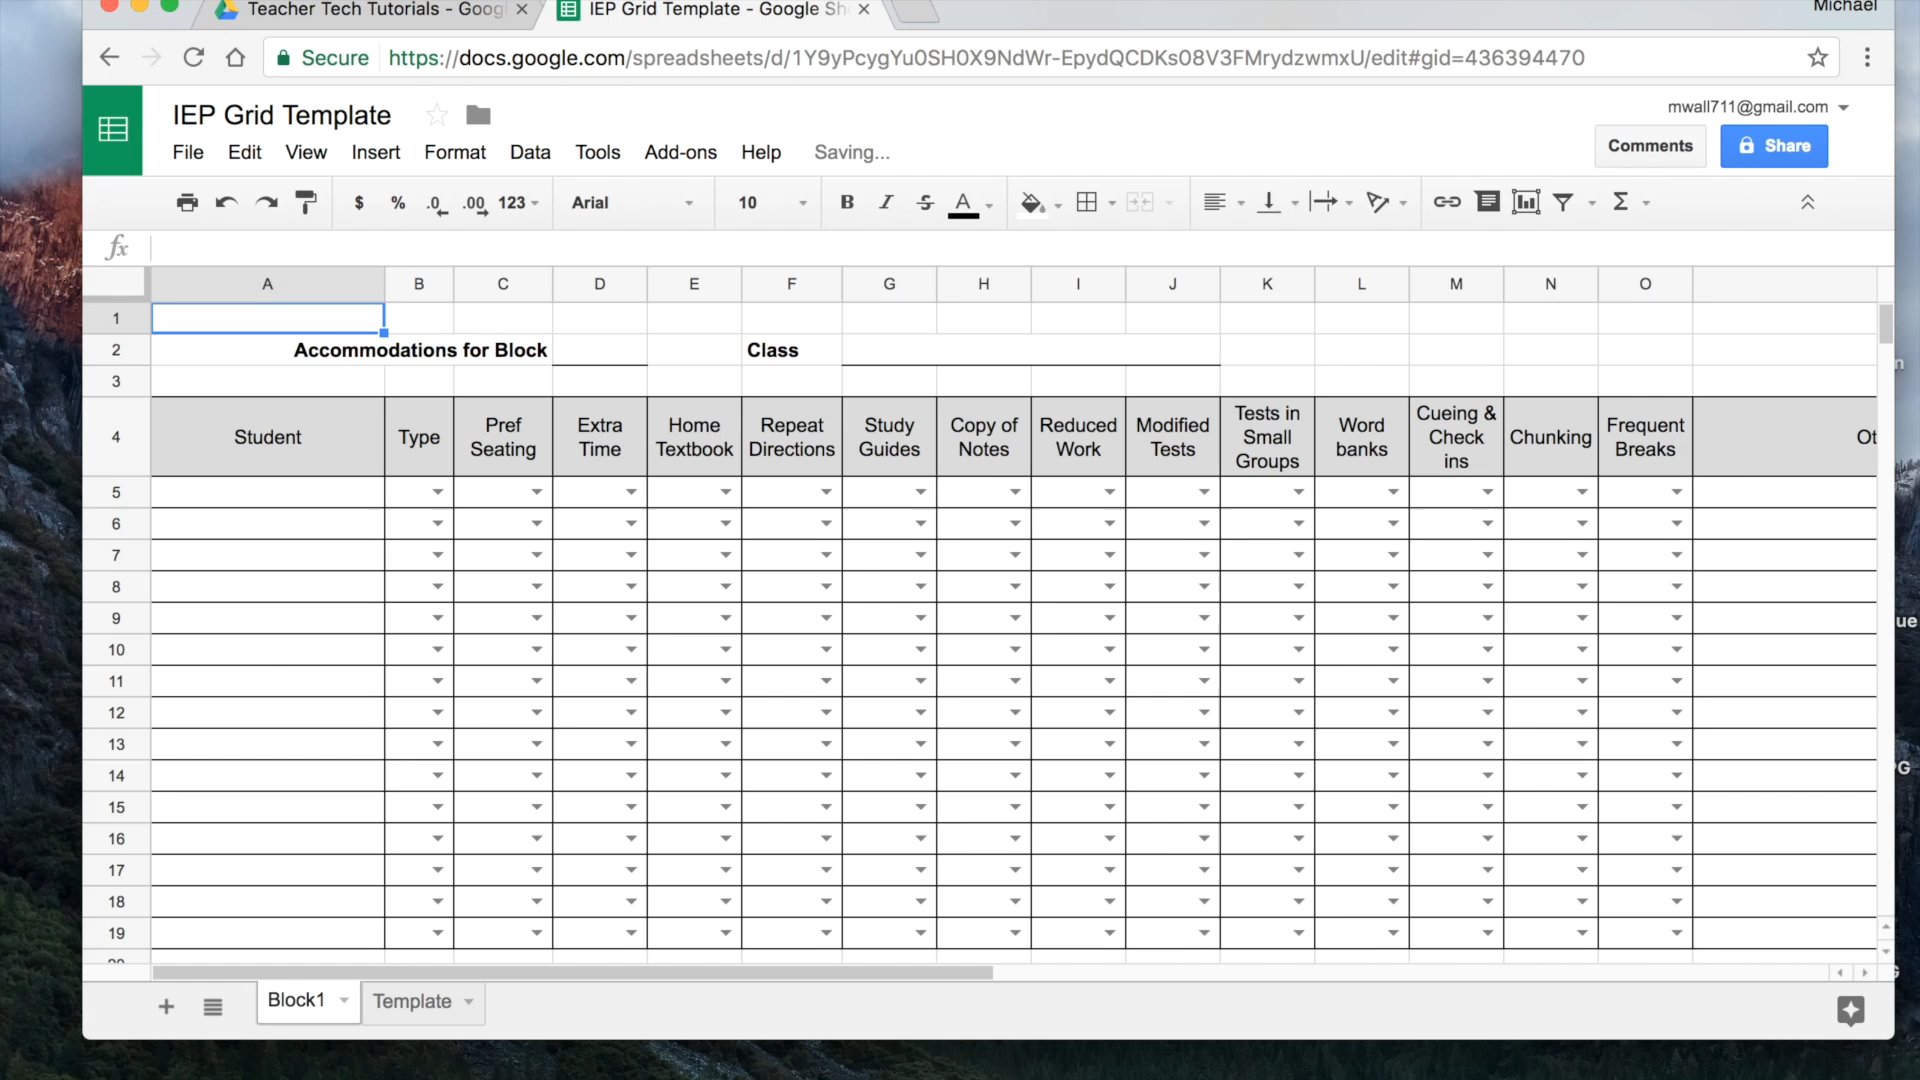 Teacher Tech Tutorials - Goog
IEP Grid Template - Google Sh
Michael
Secure https://docs.google.com/spreadsheets/d/1Y9yPcygYu0SH0X9NdWr-EpydQCDKs08V3FMrydzwmxU/edit#gid=436394470
IEP Grid Template
mwall711@gmail.com
File Edit View Insert Format Data Tools Add-ons Help Saving...
Comments Share
$ % .0 .00 123 Arial 10 B I S A Σ
fx
A B C D E F G H I J K L M N O
1
2 Accommodations for Block Class
3
4 Student Type Pref Seating Extra Time Home Textbook Repeat Directions Study Guides Copy of Notes Reduced Work Modified Tests Tests in Small Groups Word banks Cueing & Check ins Chunking Frequent Breaks Ot
5
6
7
8
9
10
11
12
13
14
15
16
17
18
19
Block1 Template